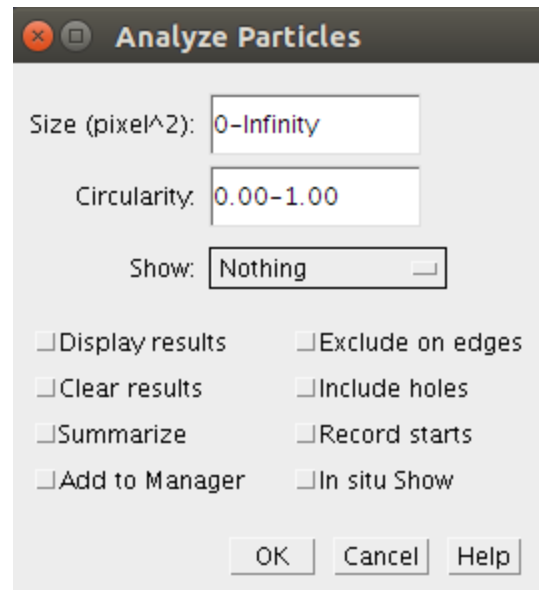 Analyze Particles
Size (pixel^2): 0-Infinity
Circularity: 0.00-1.00
Show: Nothing
Display results Exclude on edges
Clear results Include holes
Summarize Record starts
Add to Manager In situ Show
OK Cancel Help